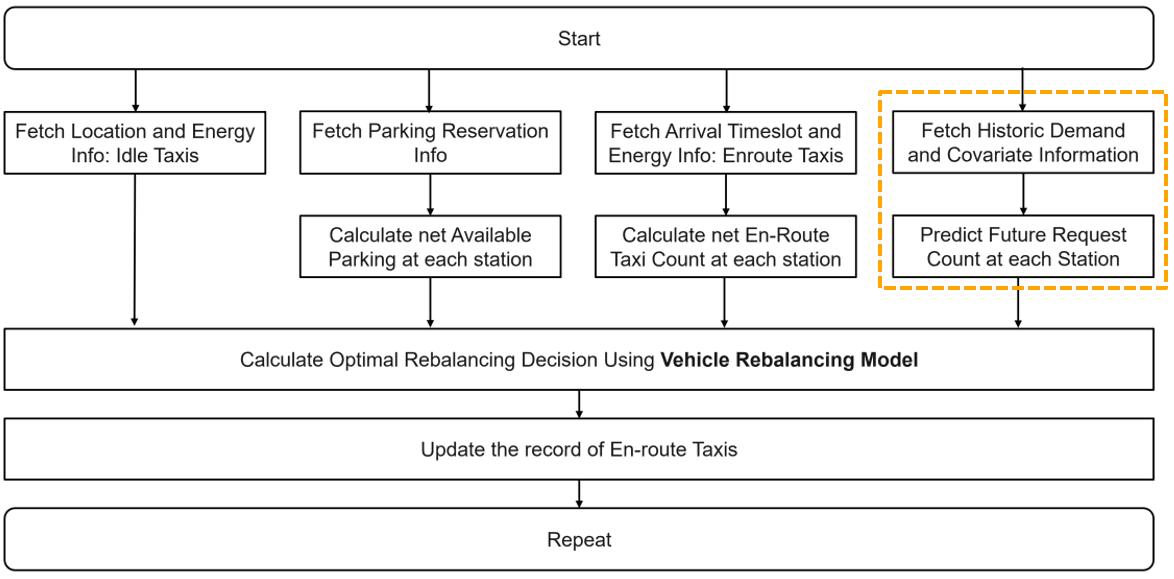 Start
Fetch Location and Energy
Info: Idle Taxis
Fetch Parking Reservation
Info
Fetch Arrival Timeslot and
Energy Info: Enroute Taxis
Fetch Historic Demand
and Covariate Information
Calculate net Available
Parking at each station
Calculate net En-Route
Taxi Count at each station
Predict Future Request
Count at each Station
Calculate Optimal Rebalancing Decision Using Vehicle Rebalancing Model
Update the record of En-route Taxis
Repeat